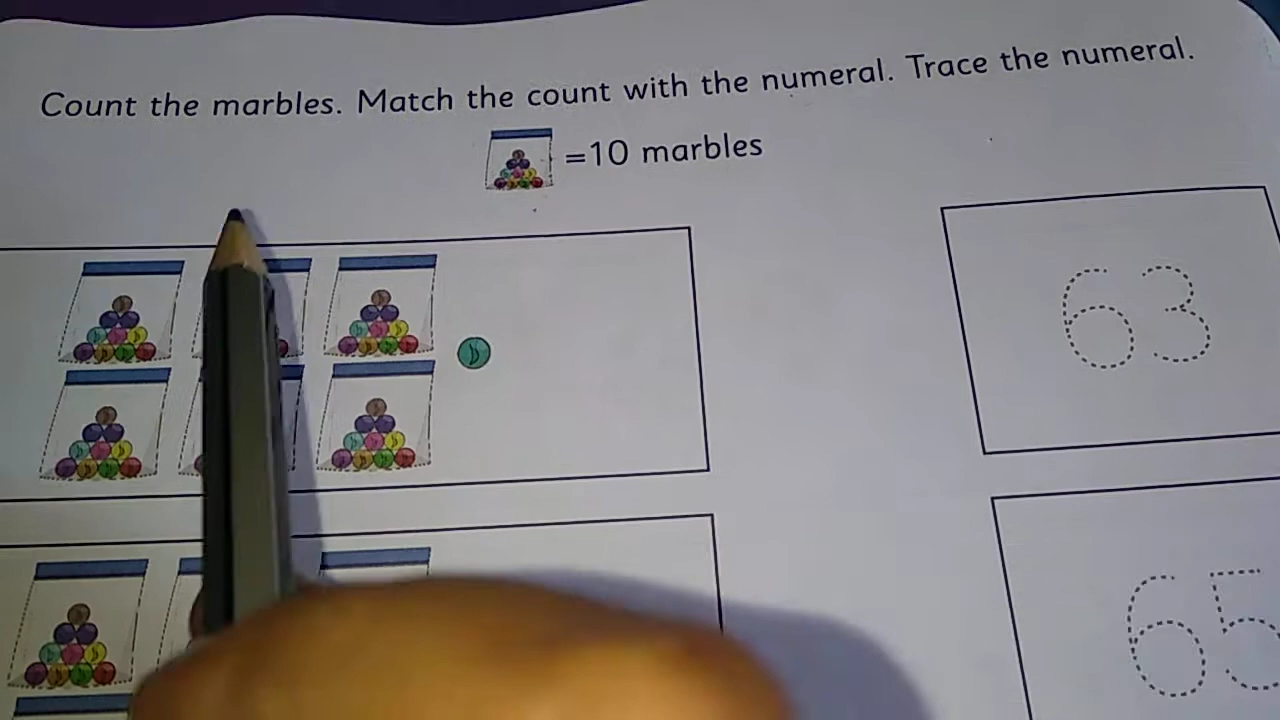 Count the marbles. Match the count with the numeral. Trace the numeral.
=10 marbles
63
65